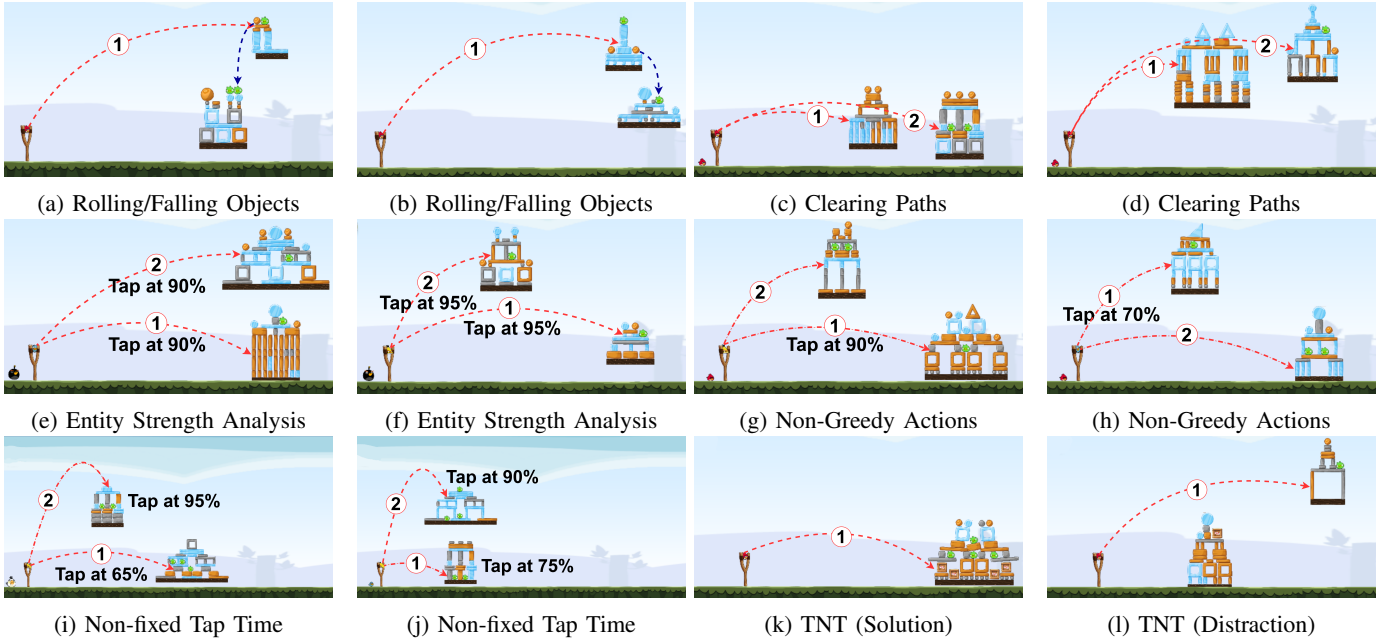 1
1
1
2
1
2
(a) Rolling/Falling Objects
(b) Rolling/Falling Objects
(c) Clearing Paths
(d) Clearing Paths
2
Tap at 90%
1
Tap at 90%
2
Tap at 95%
1
Tap at 95%
2
1
Tap at 90%
1
Tap at 70%
2
(e) Entity Strength Analysis
(f) Entity Strength Analysis
(g) Non-Greedy Actions
(h) Non-Greedy Actions
2
Tap at 95%
1
Tap at 65%
Tap at 90%
2
1
Tap at 75%
1
1
(i) Non-fixed Tap Time
(j) Non-fixed Tap Time
(k) TNT (Solution)
(l) TNT (Distraction)